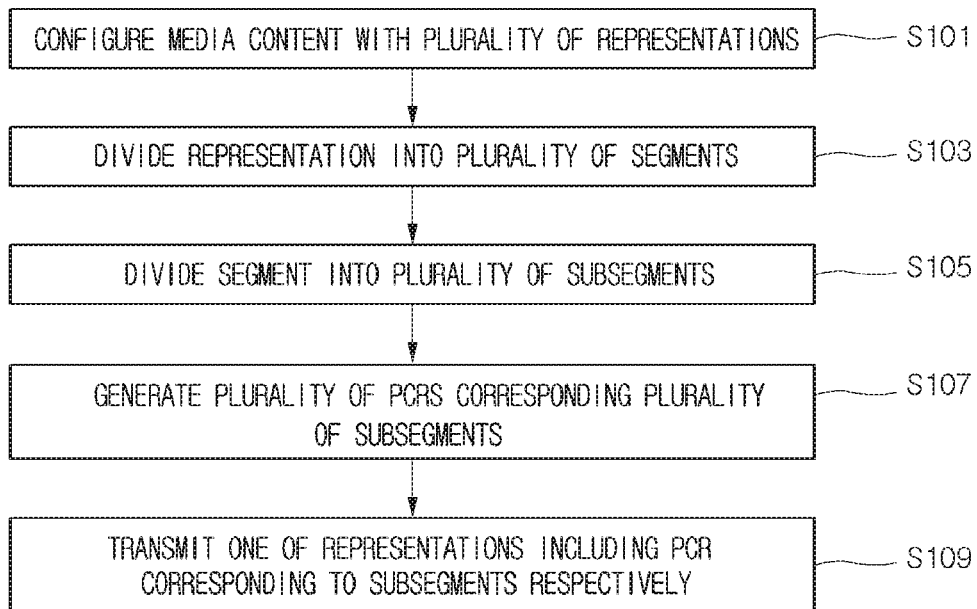 CONFIGURE MEDIA CONTENT WITH PLURALITY OF REPRESENTATIONS
S101
DIVIDE REPRESENTATION INTO PLURALITY OF SEGMENTS
S103
DIVIDE SEGMENT INTO PLURALITY OF SUBSEGMENTS
S105
GENERATE PLURALITY OF PCRS CORRESPONDING PLURALITY
OF SUBSEGMENTS
S107
TRANSMIT ONE OF REPRESENTATIONS INCLUDING PCR
CORRESPONDING TO SUBSEGMENTS RESPECTIVELY
S109